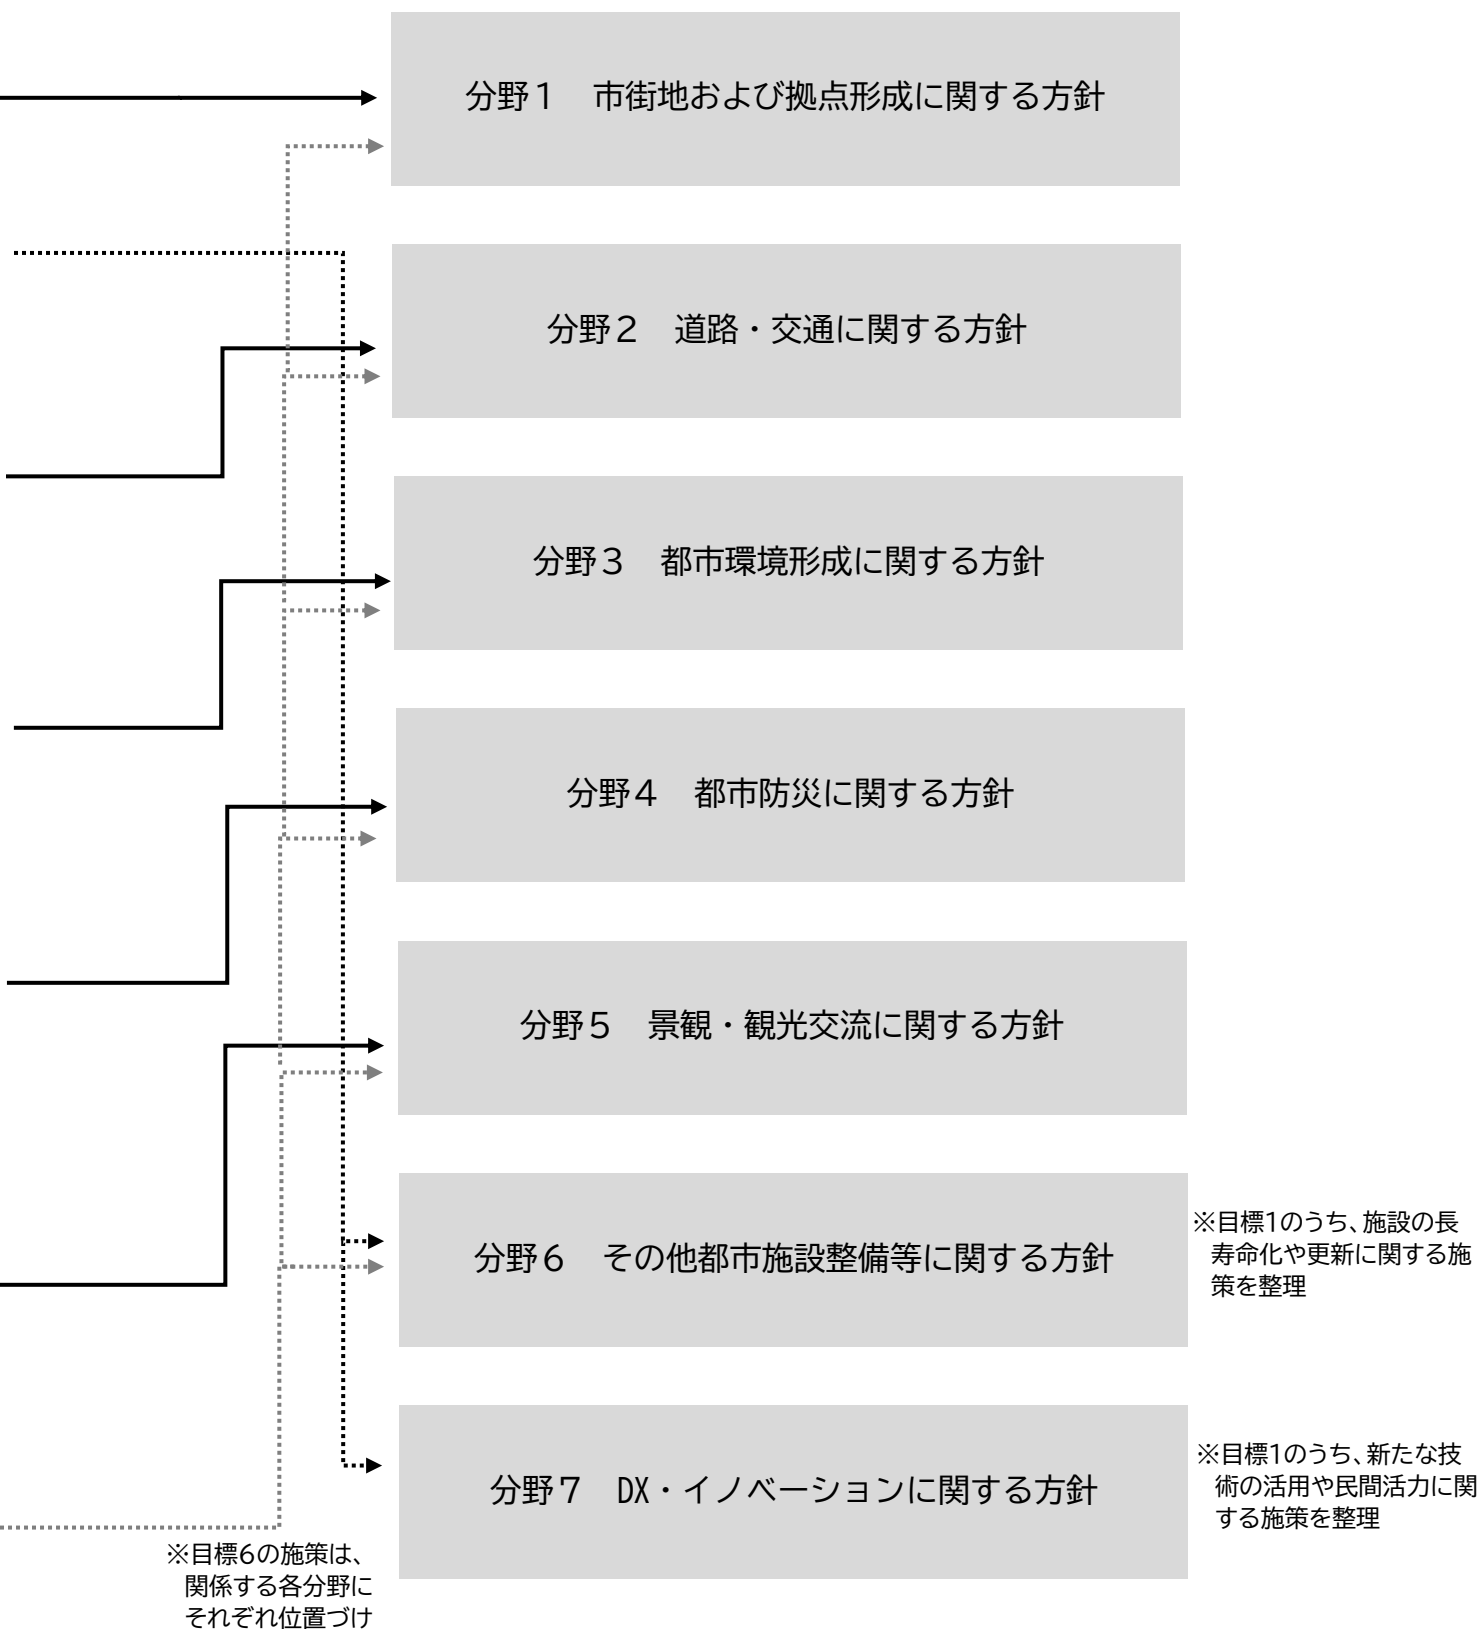 分野１　市街地および拠点形成に関する方針
分野２　道路・交通に関する方針
分野３　都市環境形成に関する方針
分野４　都市防災に関する方針
分野５　景観・観光交流に関する方針
分野６　その他都市施設整備等に関する方針
※目標1のうち、施設の長
寿命化や更新に関する施
策を整理
分野７　DX・イノベーションに関する方針
※目標1のうち、新たな技
術の活用や民間活力に関
する施策を整理
※目標6の施策は、
関係する各分野に
それぞれ位置づけ